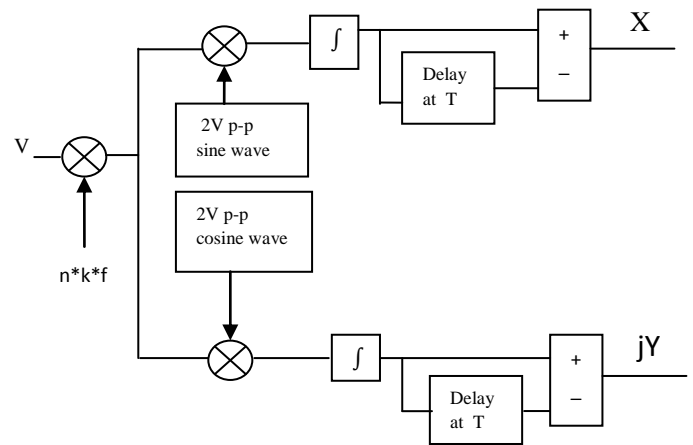 X
∫
+
−
Delay
at T
2V p-p
sine wave
V
2V p-p
cosine wave
n*k*f
jY
∫
+
−
Delay
at T